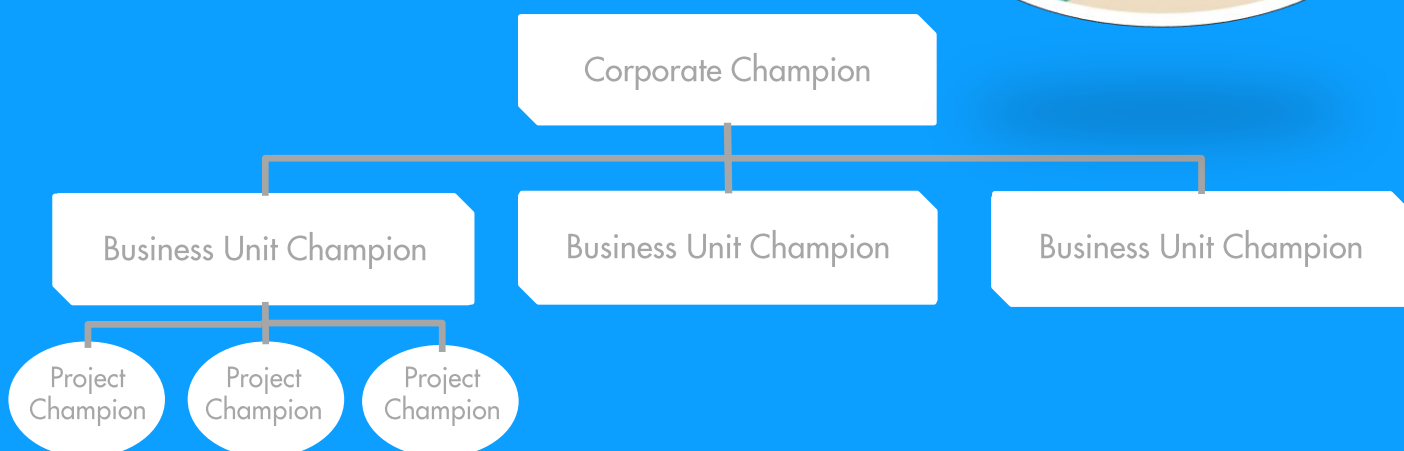 Corporate Champion
Business Unit Champion
Business Unit Champion
Business Unit Champion
Project
Champion
Project
Champion
Project
Champion